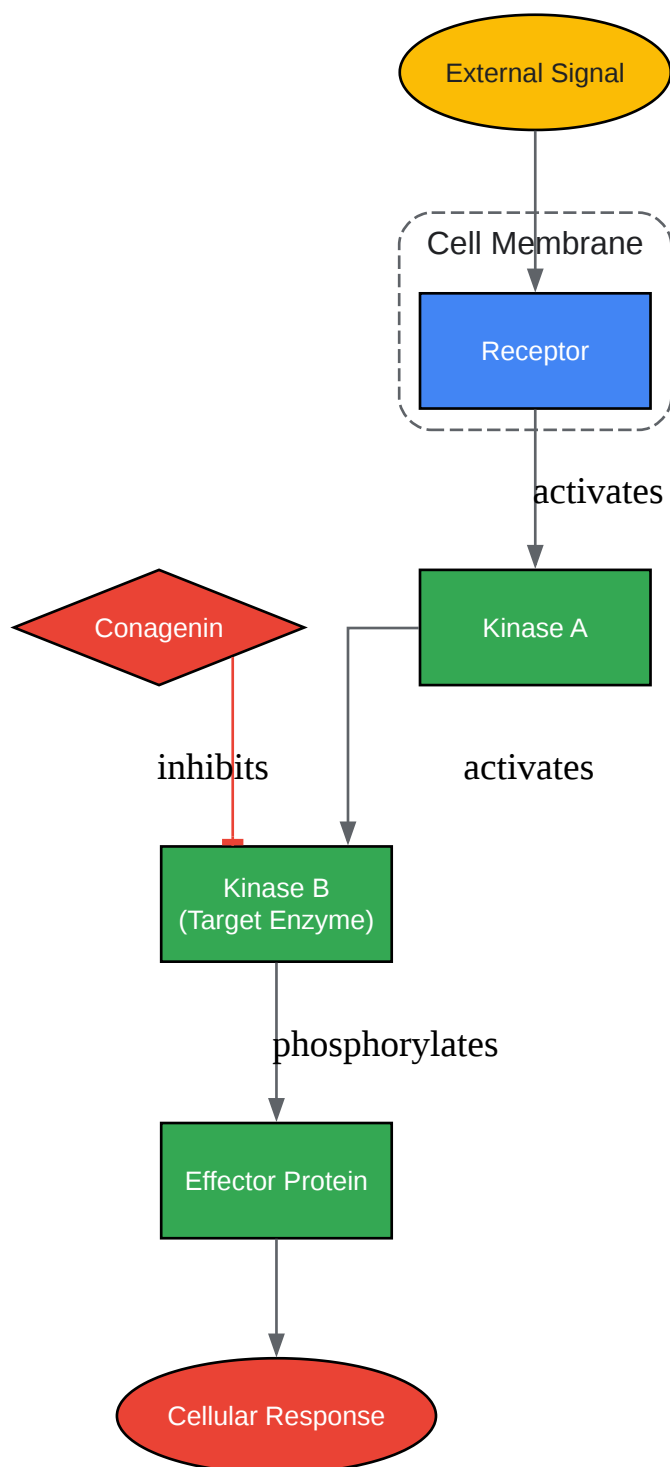 External Signal
Cell Membrane
Receptor
activates
Conagenin
Kinase A
inhibits
activates
Kinase B
(Target Enzyme)
phosphorylates
Effector Protein
Cellular Response